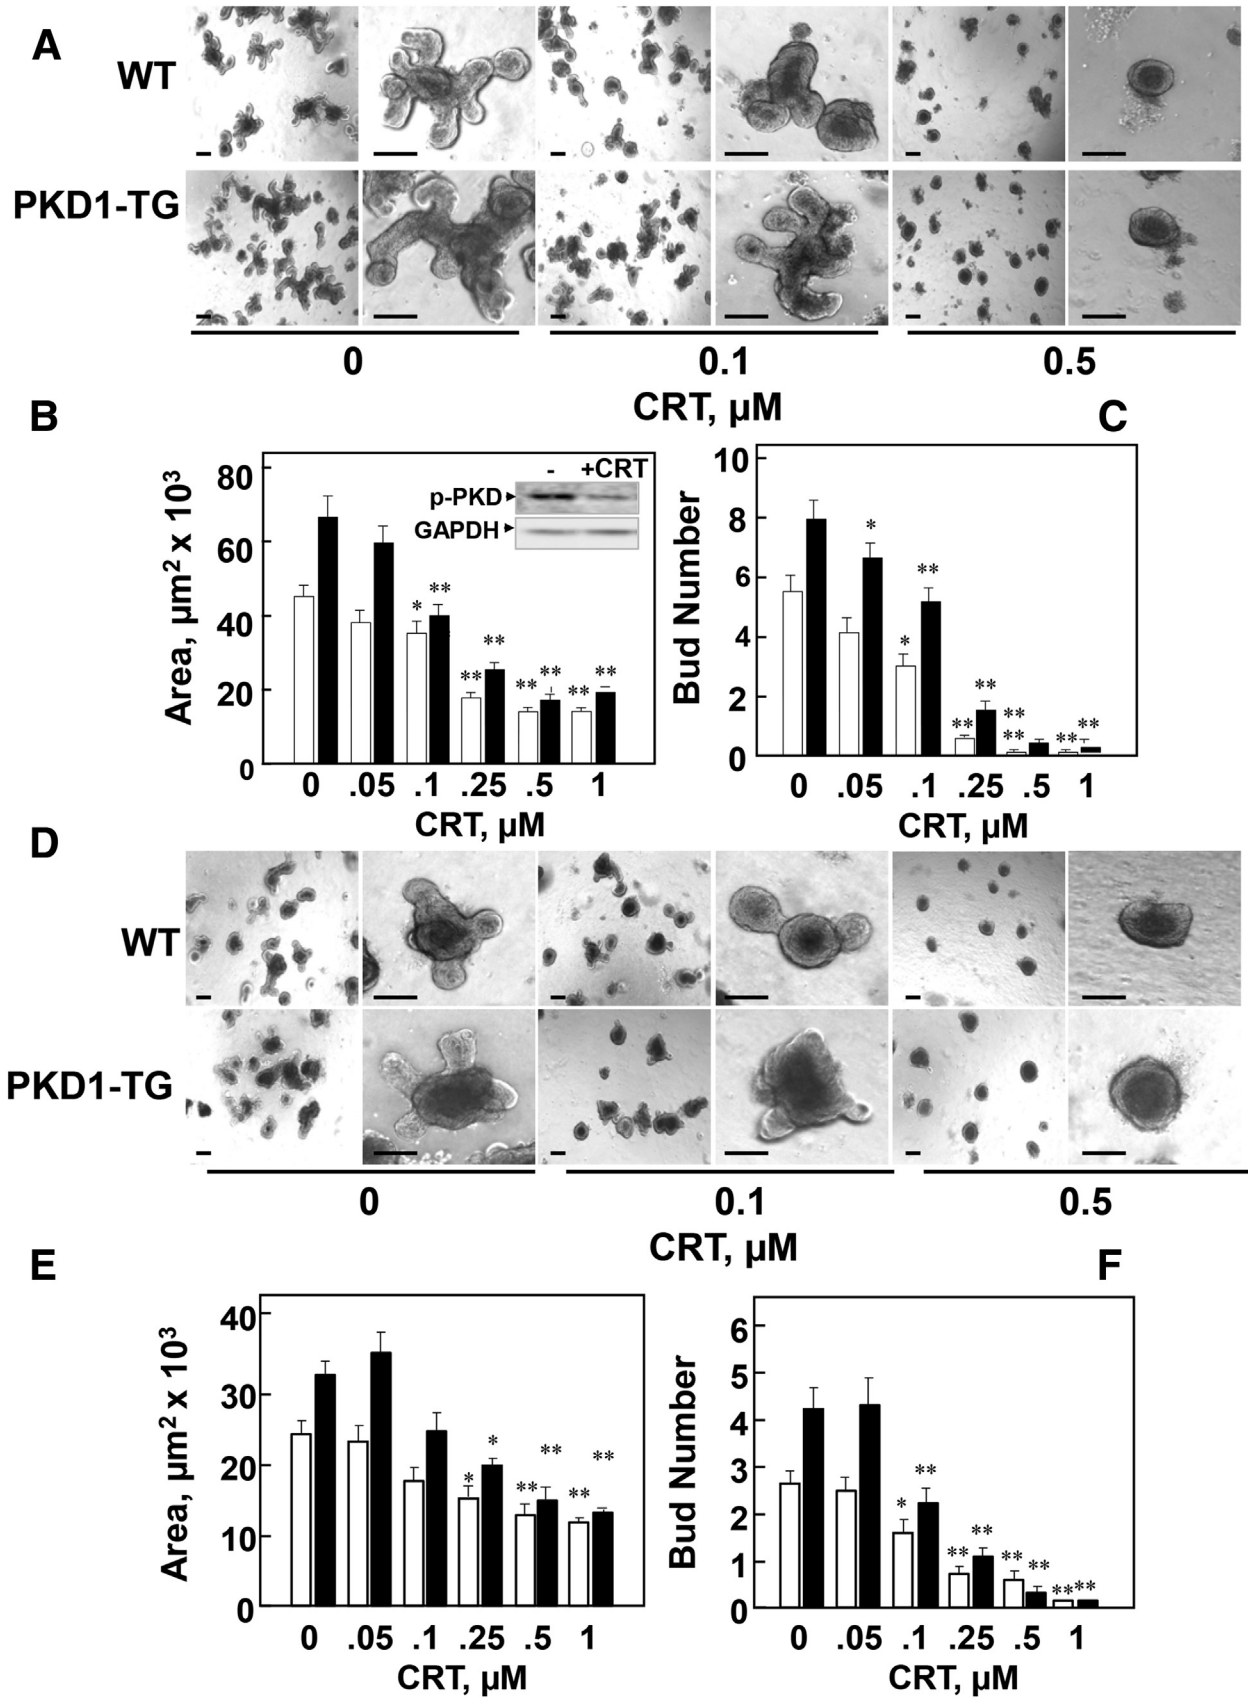 A
WT
PKD1-TG
0 0.1 0.5
CRT, µM
B
C
80
60
40
20
0
Area, µm² x 10³
- +CRT
p-PKD
GAPDH
* ** ** ** ** ** ** **
0 .05 .1 .25 .5 1
CRT, µM
10
8
6
4
2
0
Bud Number
* * ** ** ** ** ** ** **
0 .05 .1 .25 .5 1
CRT, µM
D
WT
PKD1-TG
0 0.1 0.5
CRT, µM
E
F
40
30
20
10
0
Area, µm² x 10³
* * ** ** ** **
0 .05 .1 .25 .5 1
CRT, µM
6
5
4
3
2
1
0
Bud Number
* ** ** ** ** ** ** **
0 .05 .1 .25 .5 1
CRT, µM